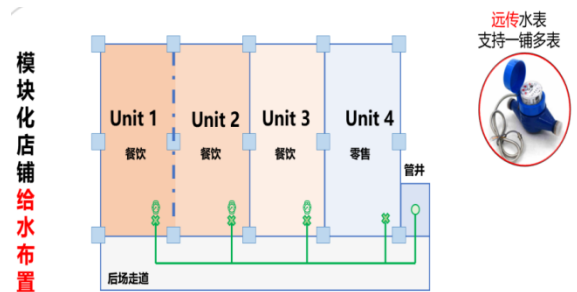 模块化店铺给水布置
远传水表
支持一铺多表
Unit 1
Unit 2
Unit 3
Unit 4
餐饮
餐饮
餐饮
零售
管井
后场走道